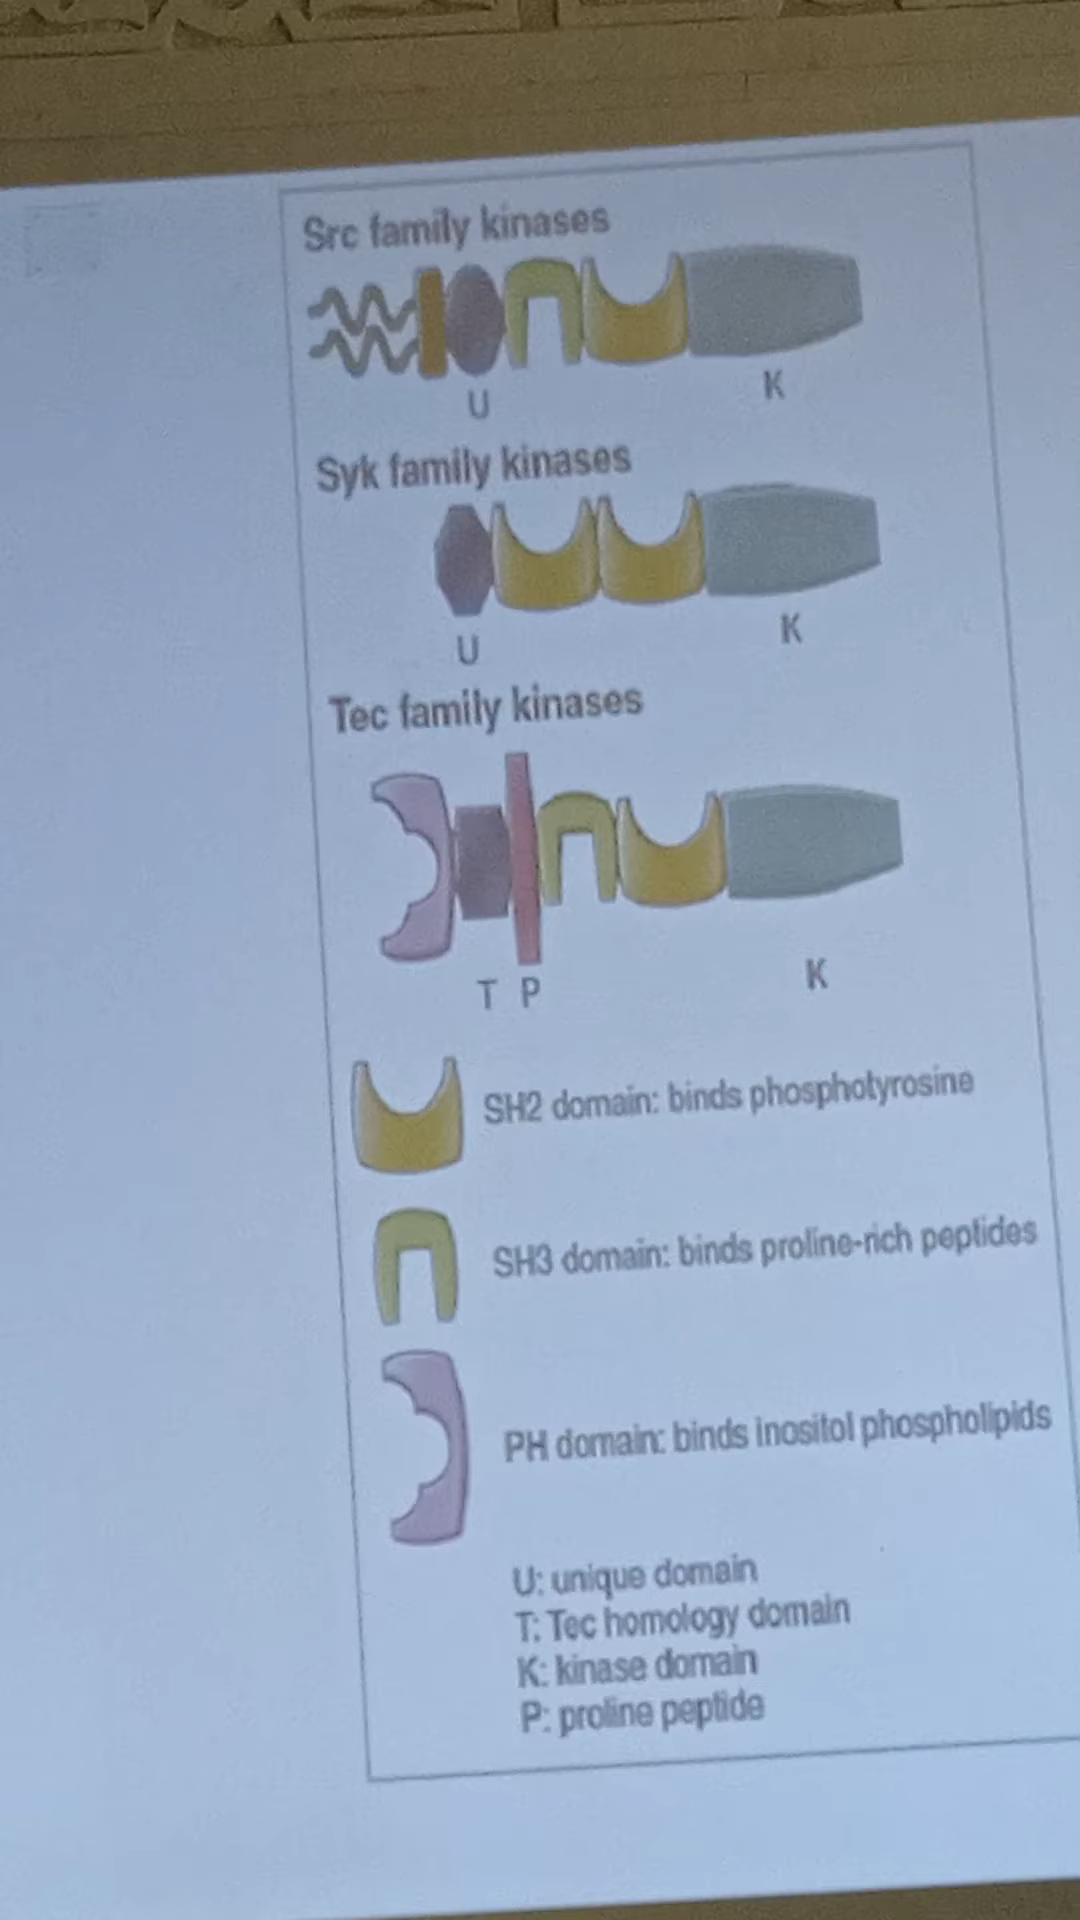 Src family kinases
U K
Syk family kinases
U K
Tec family kinases
T P K
SH2 domain: binds phosphotyrosine
SH3 domain: binds proline-rich peptides
PH domain: binds inositol phospholipids
U: unique domain
T: Tec homology domain
K: kinase domain
P: proline peptide